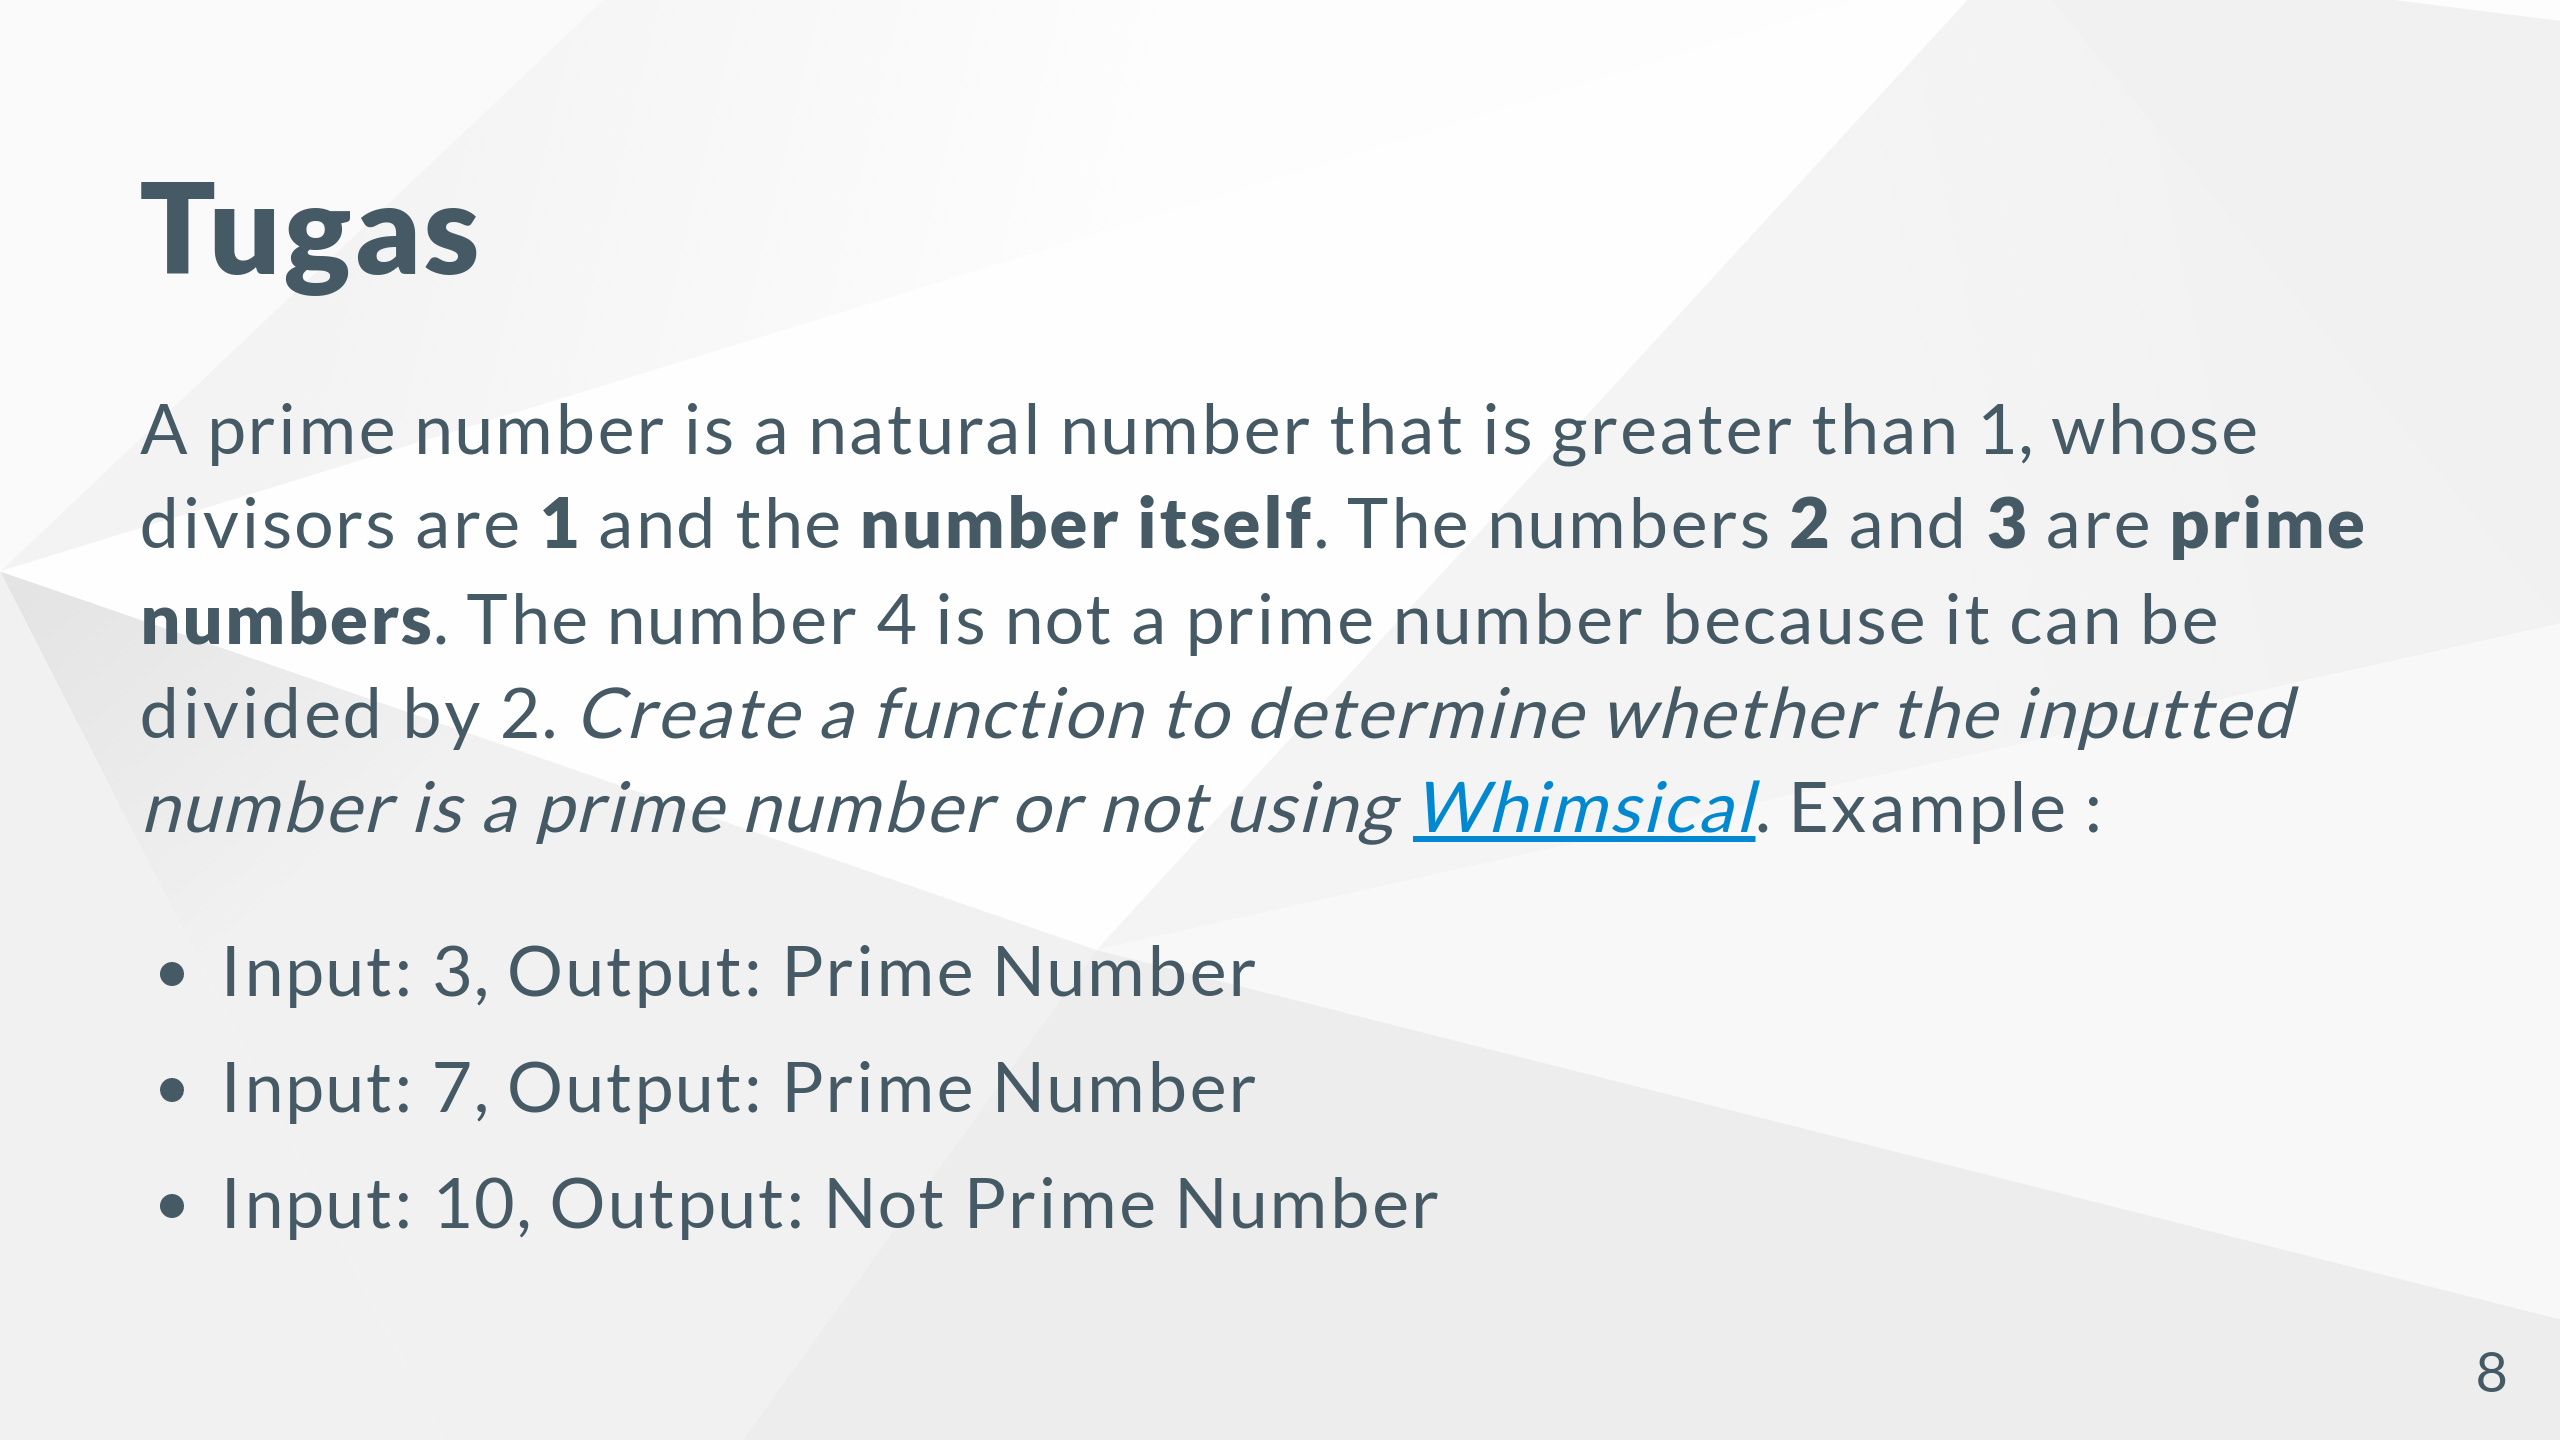 Tugas
A prime number is a natural number that is greater than 1, whose
divisors are 1 and the number itself. The numbers 2 and 3 are prime
numbers. The number 4 is not a prime number because it can be
divided by 2. Create a function to determine whether the inputted
number is a prime number or not using Whimsical. Example :
• Input: 3, Output: Prime Number
• Input: 7, Output: Prime Number
• Input: 10, Output: Not Prime Number
8